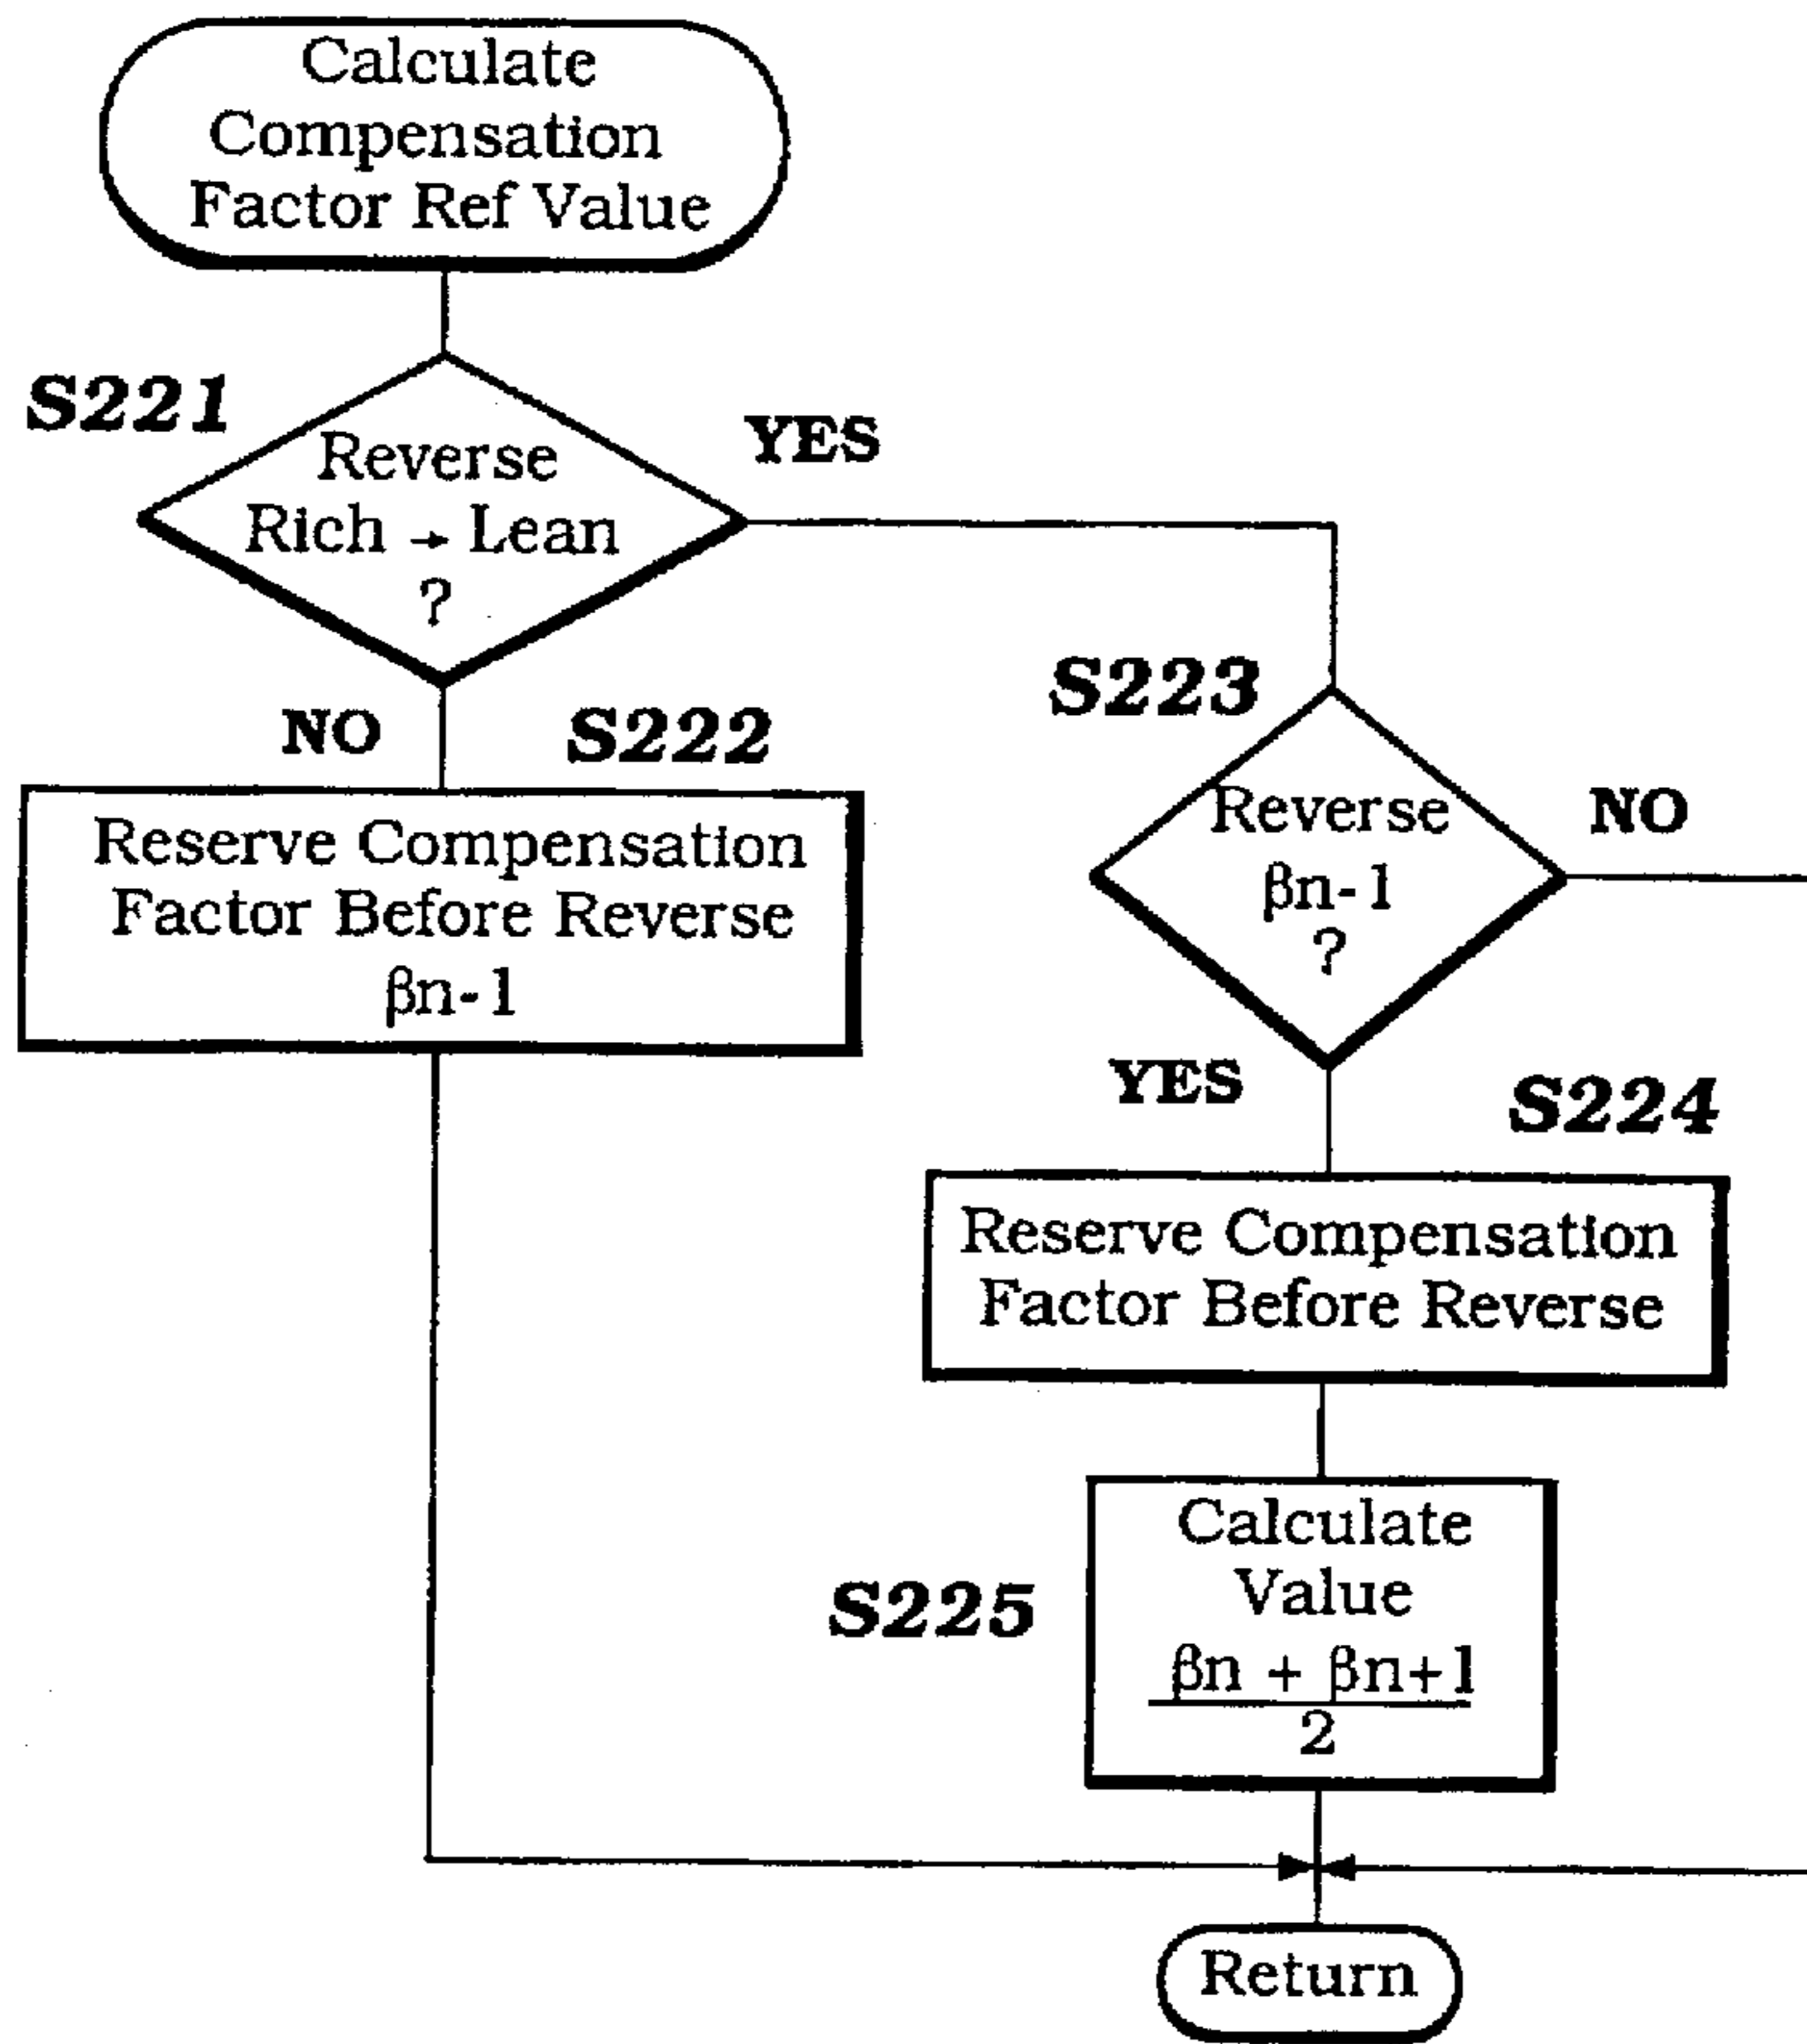 Calculate
Compensation
Factor Ref Value
S221
YES
Reverse
Rich → Lean
?
NO
S222
Reserve Compensation
Factor Before Reverse
βn-1
S223
Reverse
βn-1
?
NO
YES
S224
Reserve Compensation
Factor Before Reverse
S225
Calculate
Value
βn + βn+1
2
Return